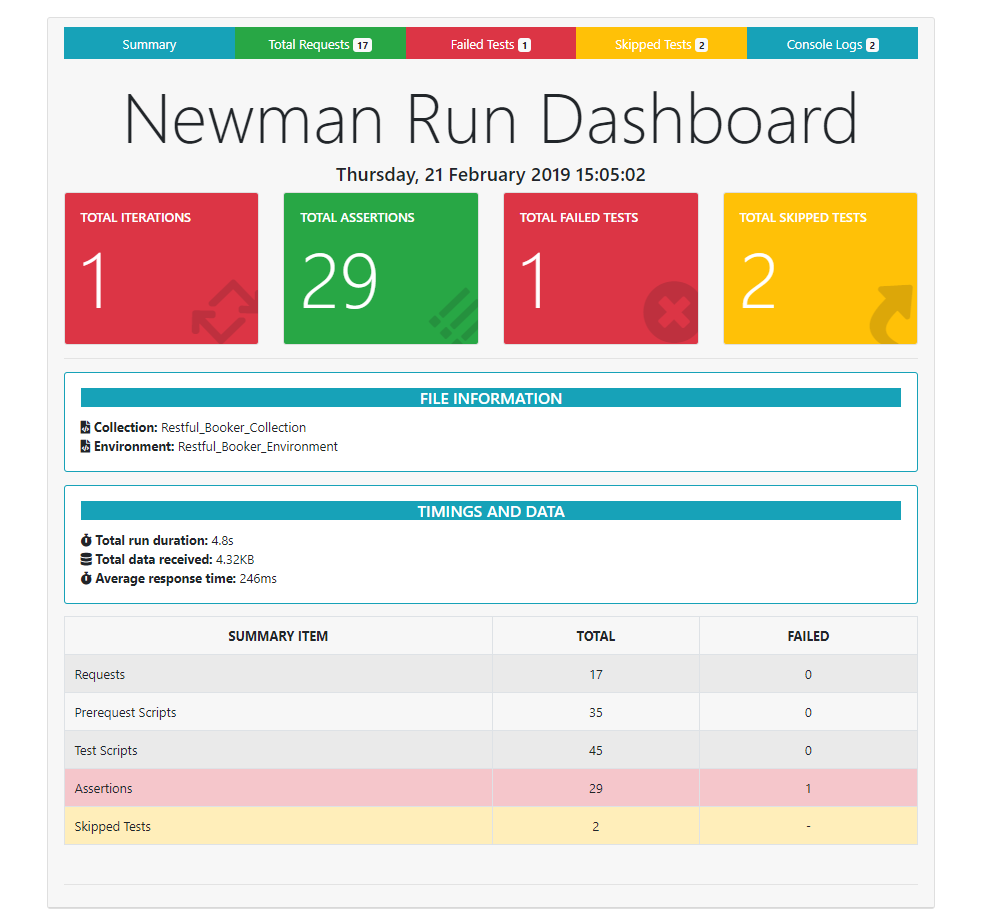 Summary Total Requests 17 Failed Tests 1 Skipped Tests 2 Console Logs 2
Newman Run Dashboard
Thursday, 21 February 2019 15:05:02
TOTAL ITERATIONS
1
TOTAL ASSERTIONS
29
TOTAL FAILED TESTS
1
TOTAL SKIPPED TESTS
2
FILE INFORMATION
Collection: Restful_Booker_Collection
Environment: Restful_Booker_Environment
TIMINGS AND DATA
Total run duration: 4.8s
Total data received: 4.32KB
Average response time: 246ms
SUMMARY ITEM TOTAL FAILED
Requests 17 0
Prerequest Scripts 35 0
Test Scripts 45 0
Assertions 29 1
Skipped Tests 2 -